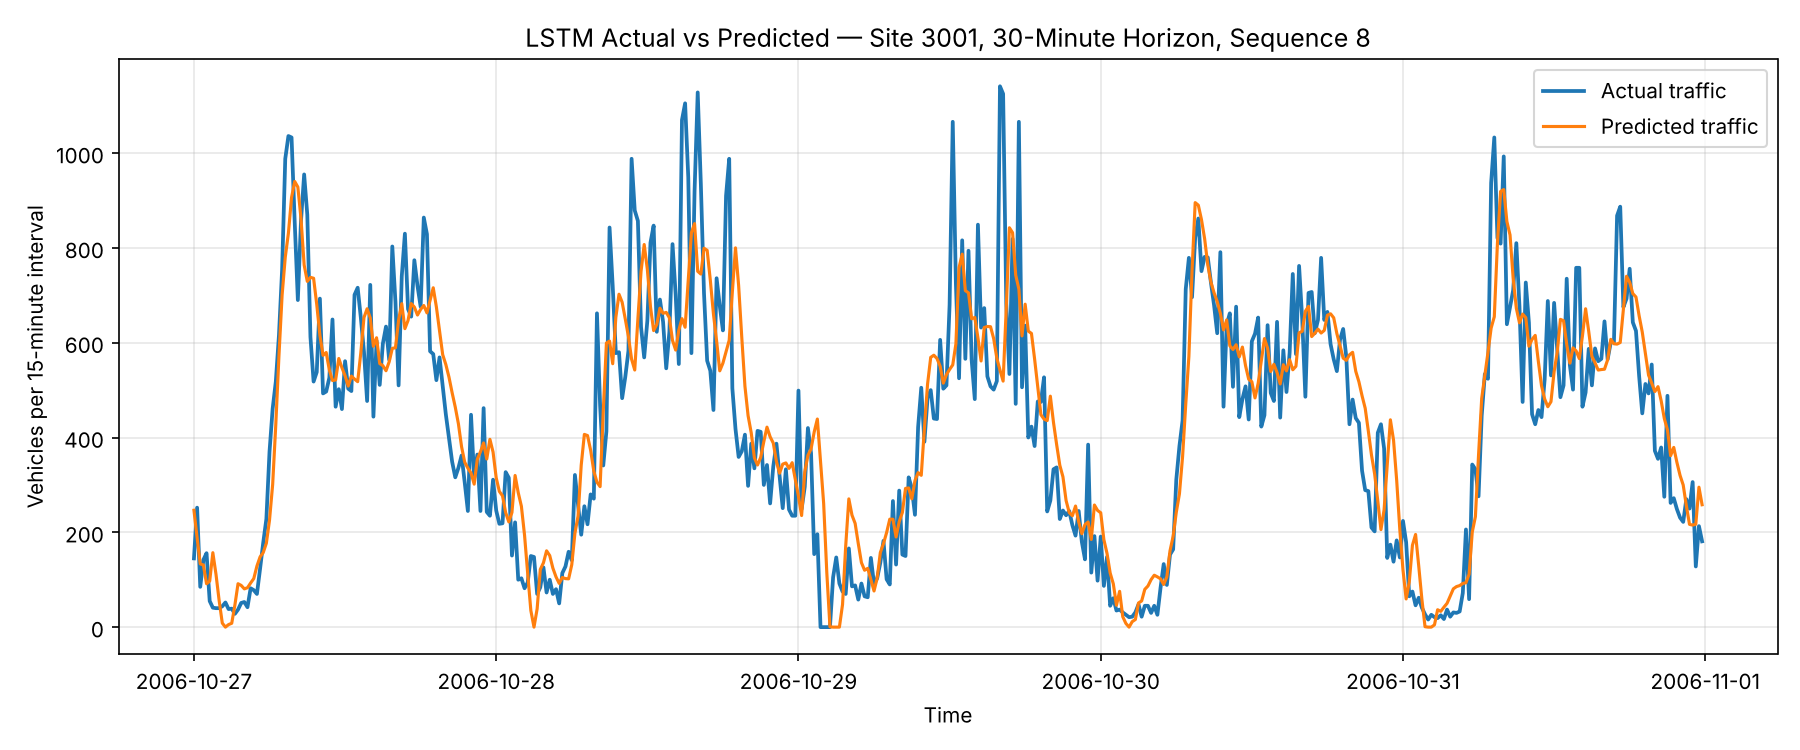 LSTM Actual vs Predicted — Site 3001, 30-Minute Horizon, Sequence 8
Actual traffic
Predicted traffic
Vehicles per 15-minute interval
1000
800
600
400
200
0
2006-10-27
2006-10-28
2006-10-29
2006-10-30
2006-10-31
2006-11-01
Time